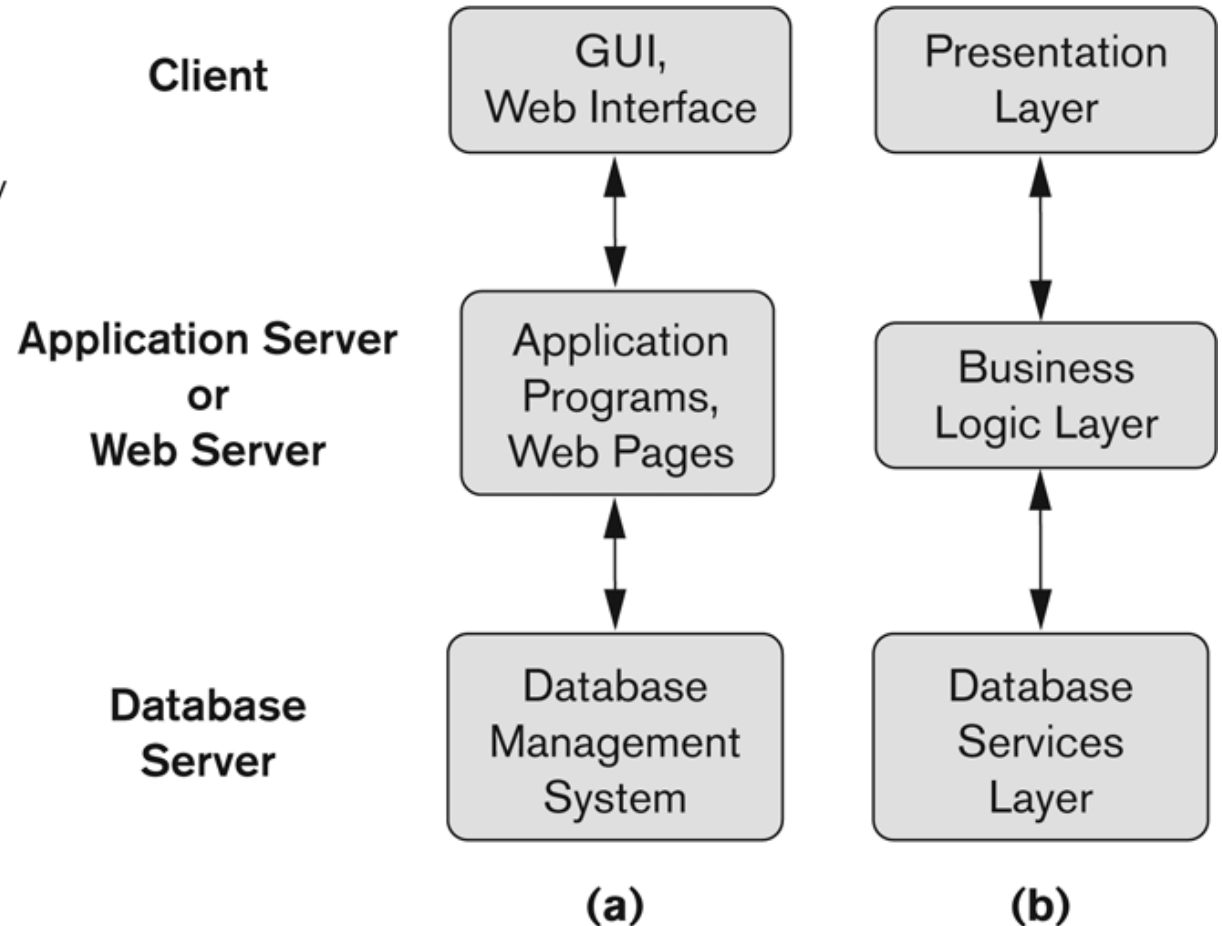 Client
GUI,
Web Interface
Presentation
Layer
y
Application Server
or
Web Server
Application
Programs,
Web Pages
Business
Logic Layer
Database
Server
Database
Management
System
Database
Services
Layer
(a)
(b)